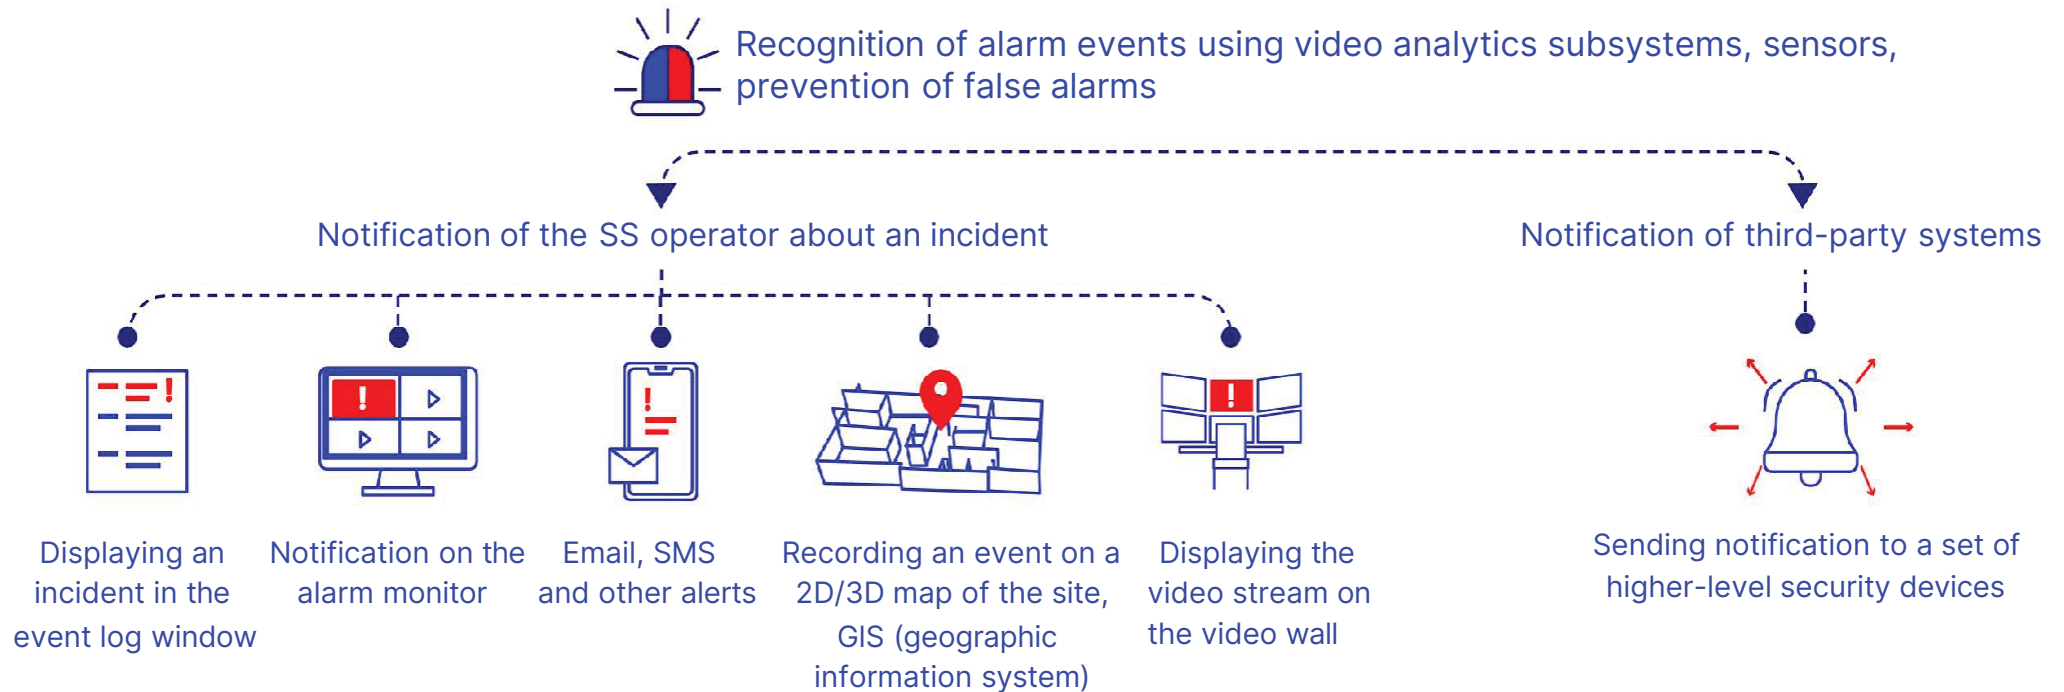 Recognition of alarm events using video analytics subsystems, sensors,
prevention of false alarms
Notification of the SS operator about an incident
Notification of third-party systems
Displaying an
incident in the
event log window
Notification on the
alarm monitor
Email, SMS
and other alerts
Recording an event on a
2D/3D map of the site,
GIS (geographic
information system)
Displaying the
video stream on
the video wall
Sending notification to a set of
higher-level security devices